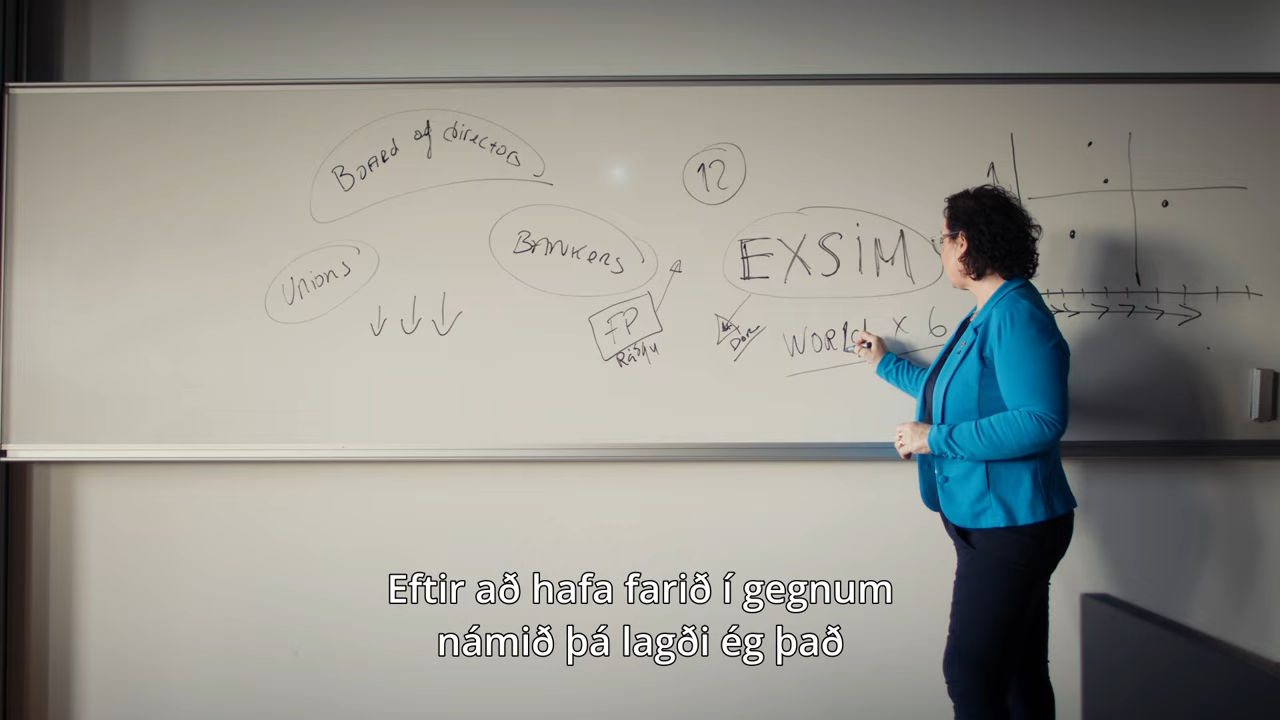 Board of directors
12
BANKERS
EXSIM
Unions
FP
WORLD x 6
Eftir að hafa farið í gegnum
námið þá lagði ég það